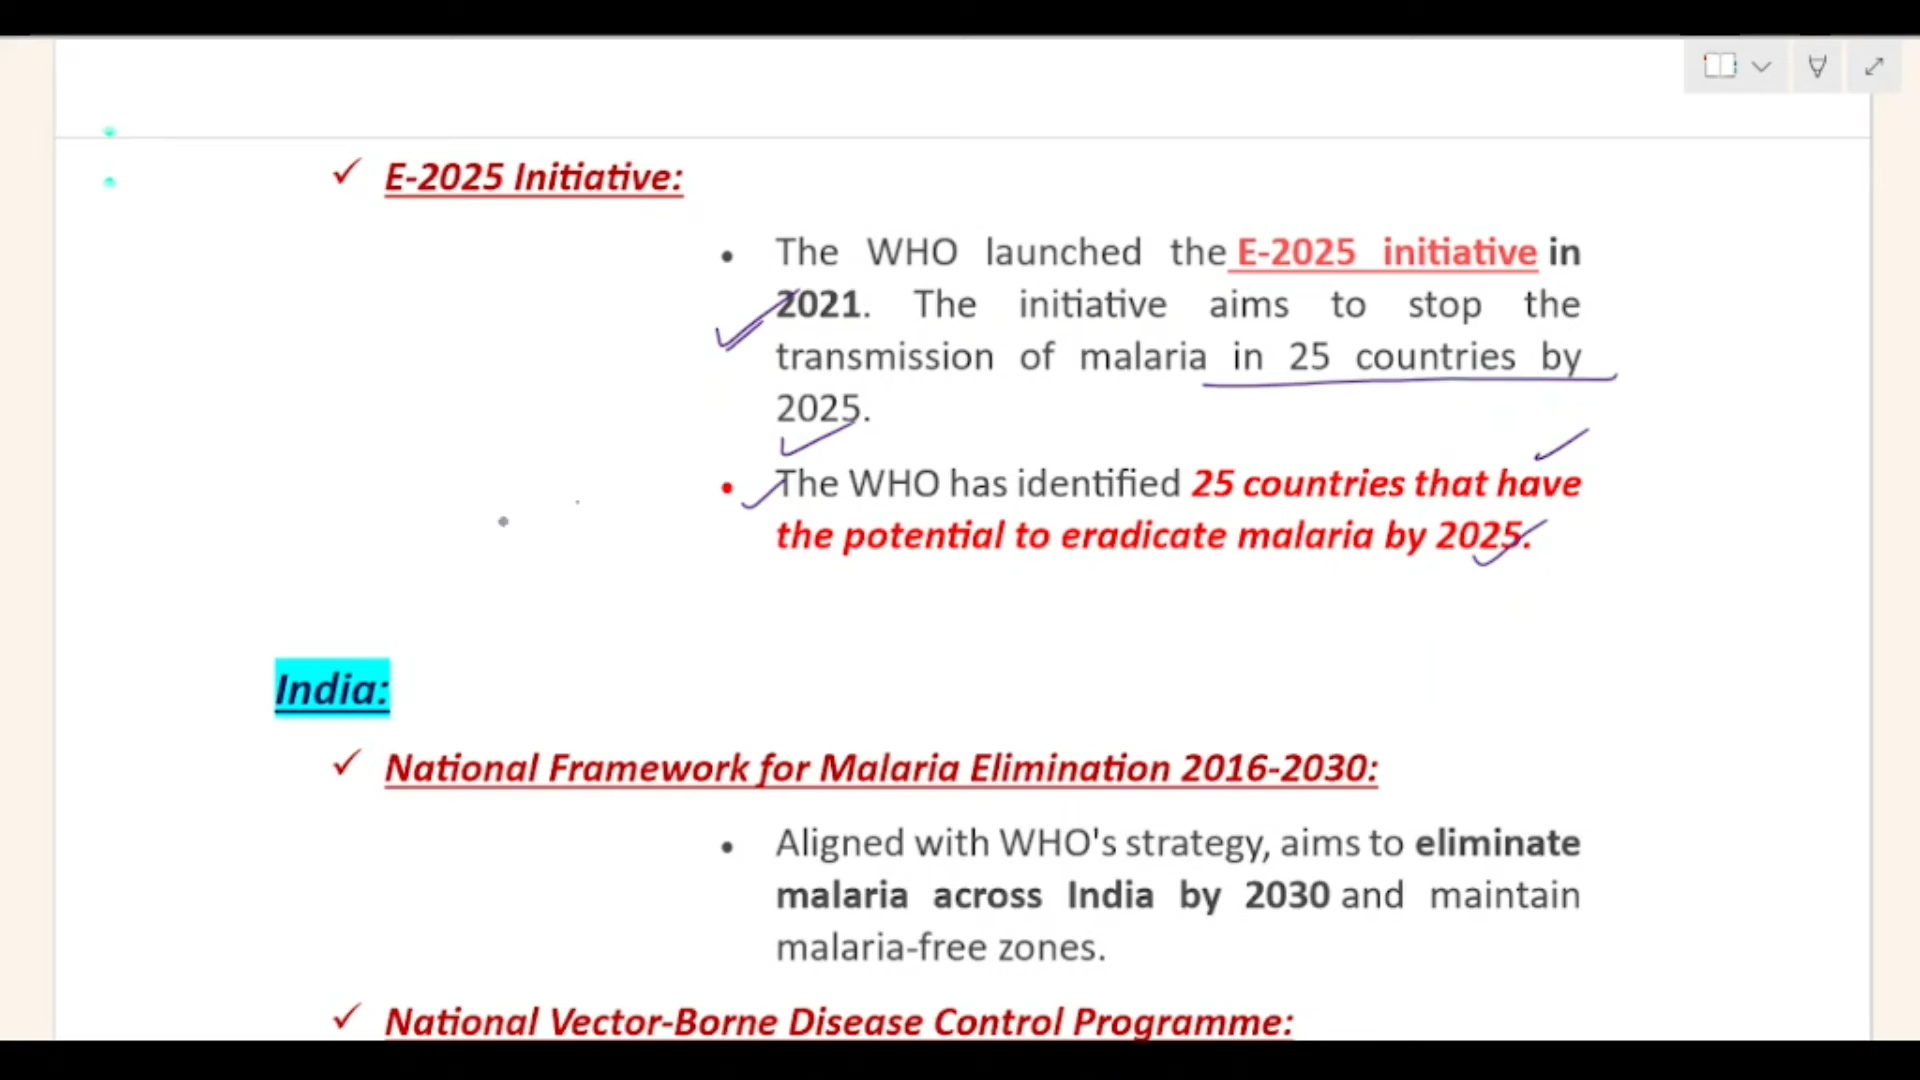 E-2025 Initiative:
The WHO launched the E-2025 initiative in
2021. The initiative aims to stop the
transmission of malaria in 25 countries by
2025.
The WHO has identified 25 countries that have
the potential to eradicate malaria by 2025.
India:
National Framework for Malaria Elimination 2016-2030:
Aligned with WHO's strategy, aims to eliminate
malaria across India by 2030 and maintain
malaria-free zones.
National Vector-Borne Disease Control Programme: